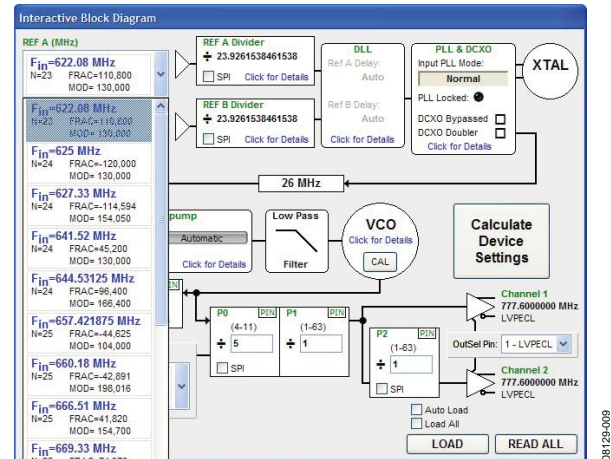 Interactive Block Diagram
REF A (MHz)
Fin=622.08 MHz
N=23 FRAC=110,800
MOD= 130,000
Fin=622.08 MHz
N=23 FRAC=110,800
MOD= 130,000
Fin=625 MHz
N=24 FRAC=-120,000
MOD= 130,000
Fin=627.33 MHz
N=24 FRAC=-114,594
MOD= 154,050
Fin=641.52 MHz
N=24 FRAC=45,200
MOD= 130,000
Fin=644.53125 MHz
N=24 FRAC=96,400
MOD= 166,400
Fin=657.421875 MHz
N=25 FRAC=-44,625
MOD= 104,000
Fin=660.18 MHz
N=25 FRAC=-42,891
MOD= 198,016
Fin=666.51 MHz
N=25 FRAC=41,820
MOD= 154,700
Fin=669.33 MHz
REF A Divider
÷ 23.9261538461538
SPI Click for Details
REF B Divider
÷ 23.9261538461538
SPI Click for Details
DLL
Ref A Delay:
Auto
Ref B Delay:
Auto
Click for Details
PLL & DCXO
Input PLL Mode:
Normal
PLL Locked:
DCXO Bypassed
DCXO Doubler
Click for Details
XTAL
26 MHz
pump
Automatic
Click for Details
Low Pass
Filter
VCO
Click for Details
CAL
Calculate
Device
Settings
P0 PIN
(4-11)
÷ 5
SPI
P1 PIN
(1-63)
÷ 1
P2 PIN
(1-63)
÷ 1
SPI
Channel 1
777.6000000 MHz
LVPECL
OutSel Pin: 1 - LVPECL
Channel 2
777.6000000 MHz
LVPECL
Auto Load
Load All
LOAD READ ALL
08129-009